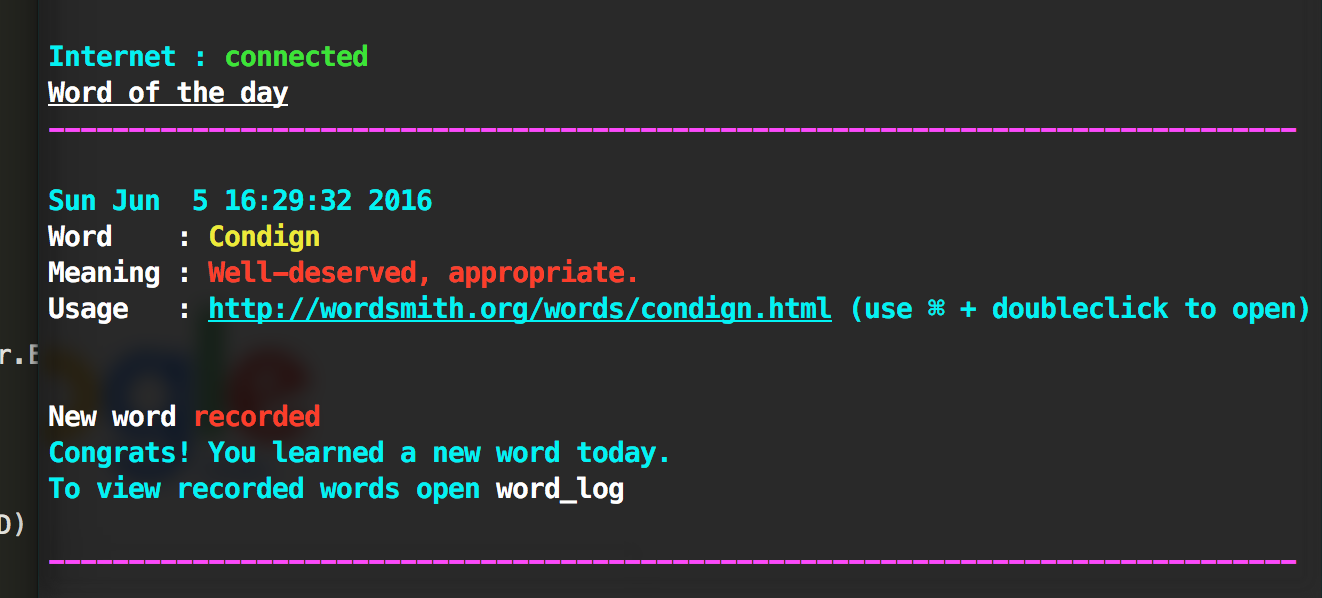 Internet : connected
Word of the day
Sun Jun  5 16:29:32 2016
Word    : Condign
Meaning : Well-deserved, appropriate.
Usage   : http://wordsmith.org/words/condign.html (use ⌘ + doubleclick to open)
r.E
New word recorded
Congrats! You learned a new word today.
To view recorded words open word_log
D)